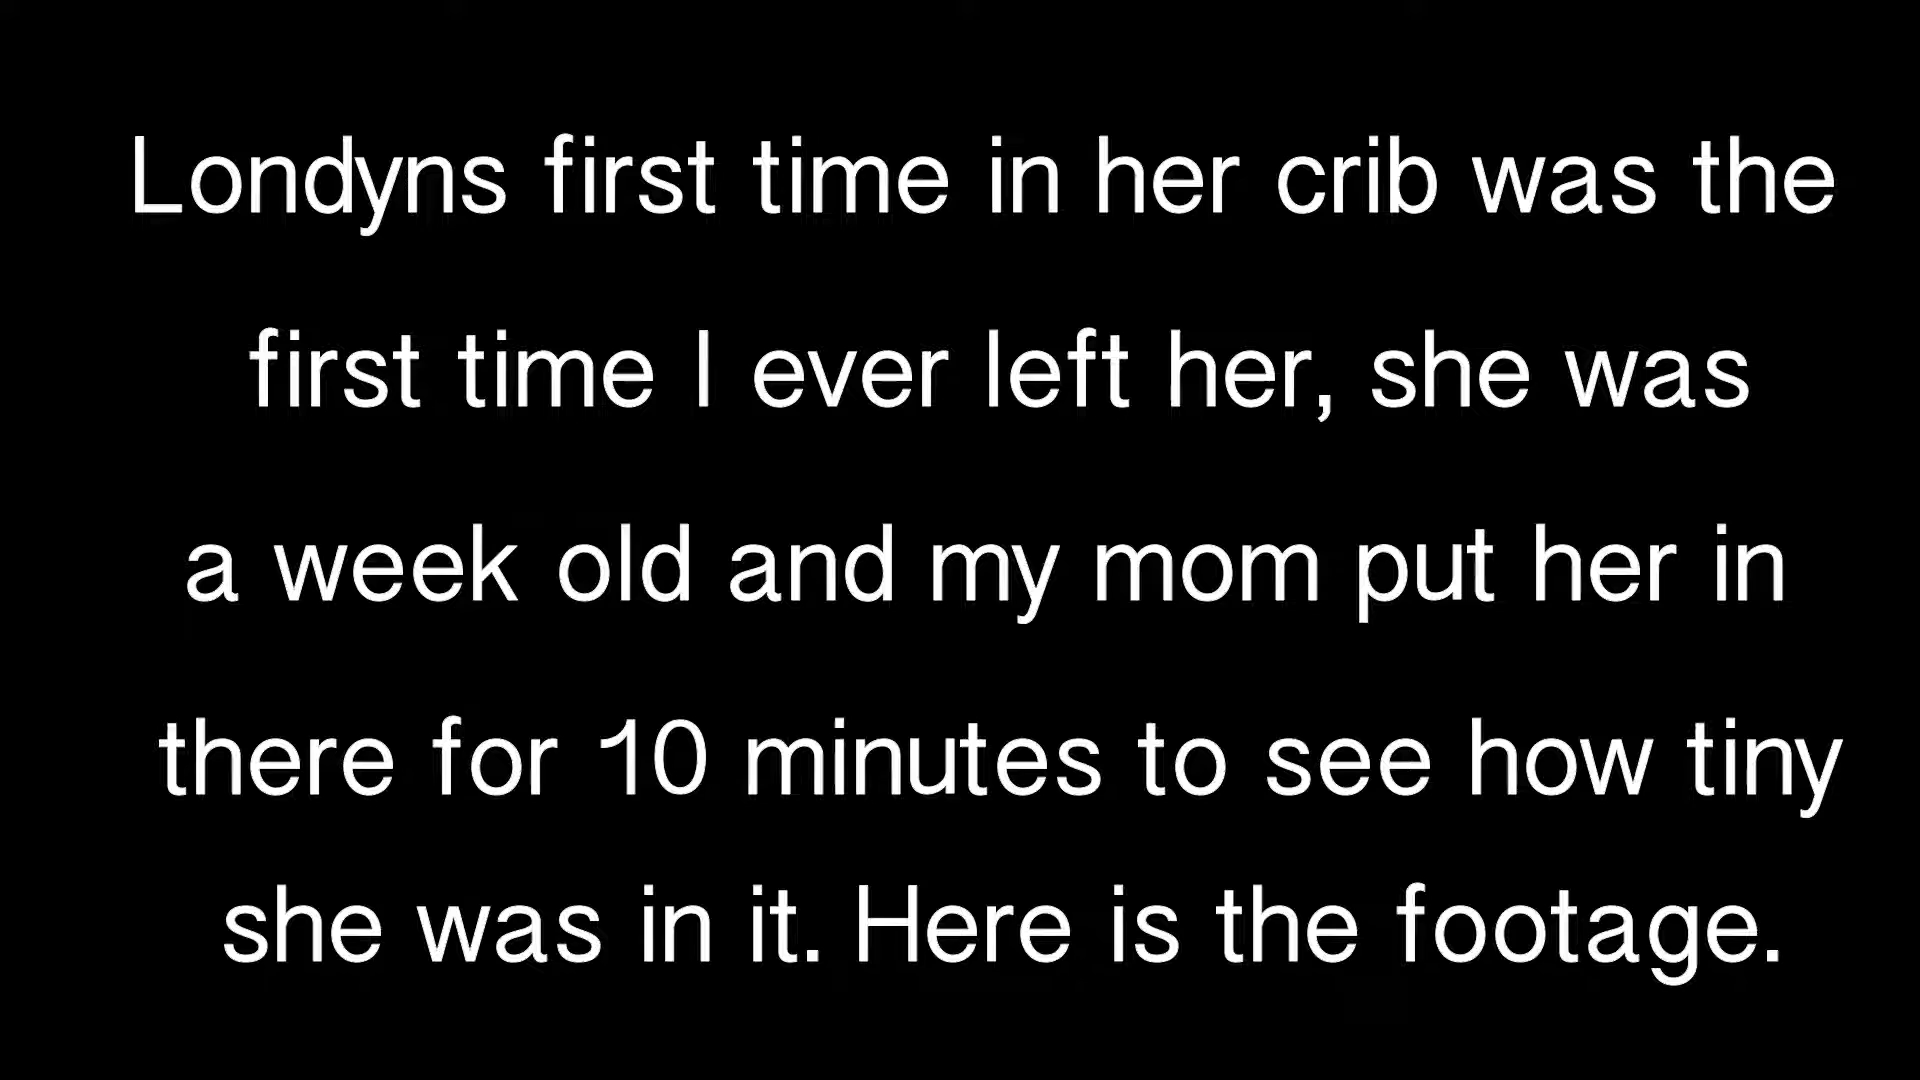 Londyns first time in her crib was the
first time I ever left her, she was
a week old and my mom put her in
there for 10 minutes to see how tiny
she was in it. Here is the footage.